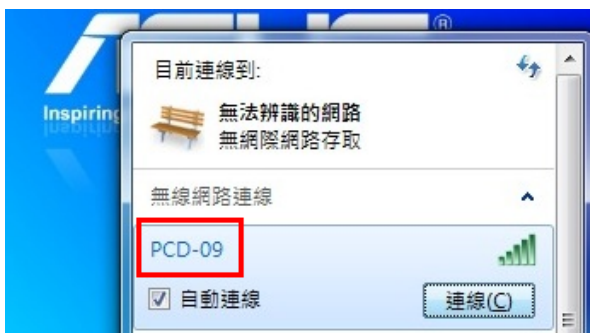 ®
目前連線到:
Inspiring
無法辨識的網路
無網際網路存取
無線網路連線
PCD-09
自動連線
連線(C)